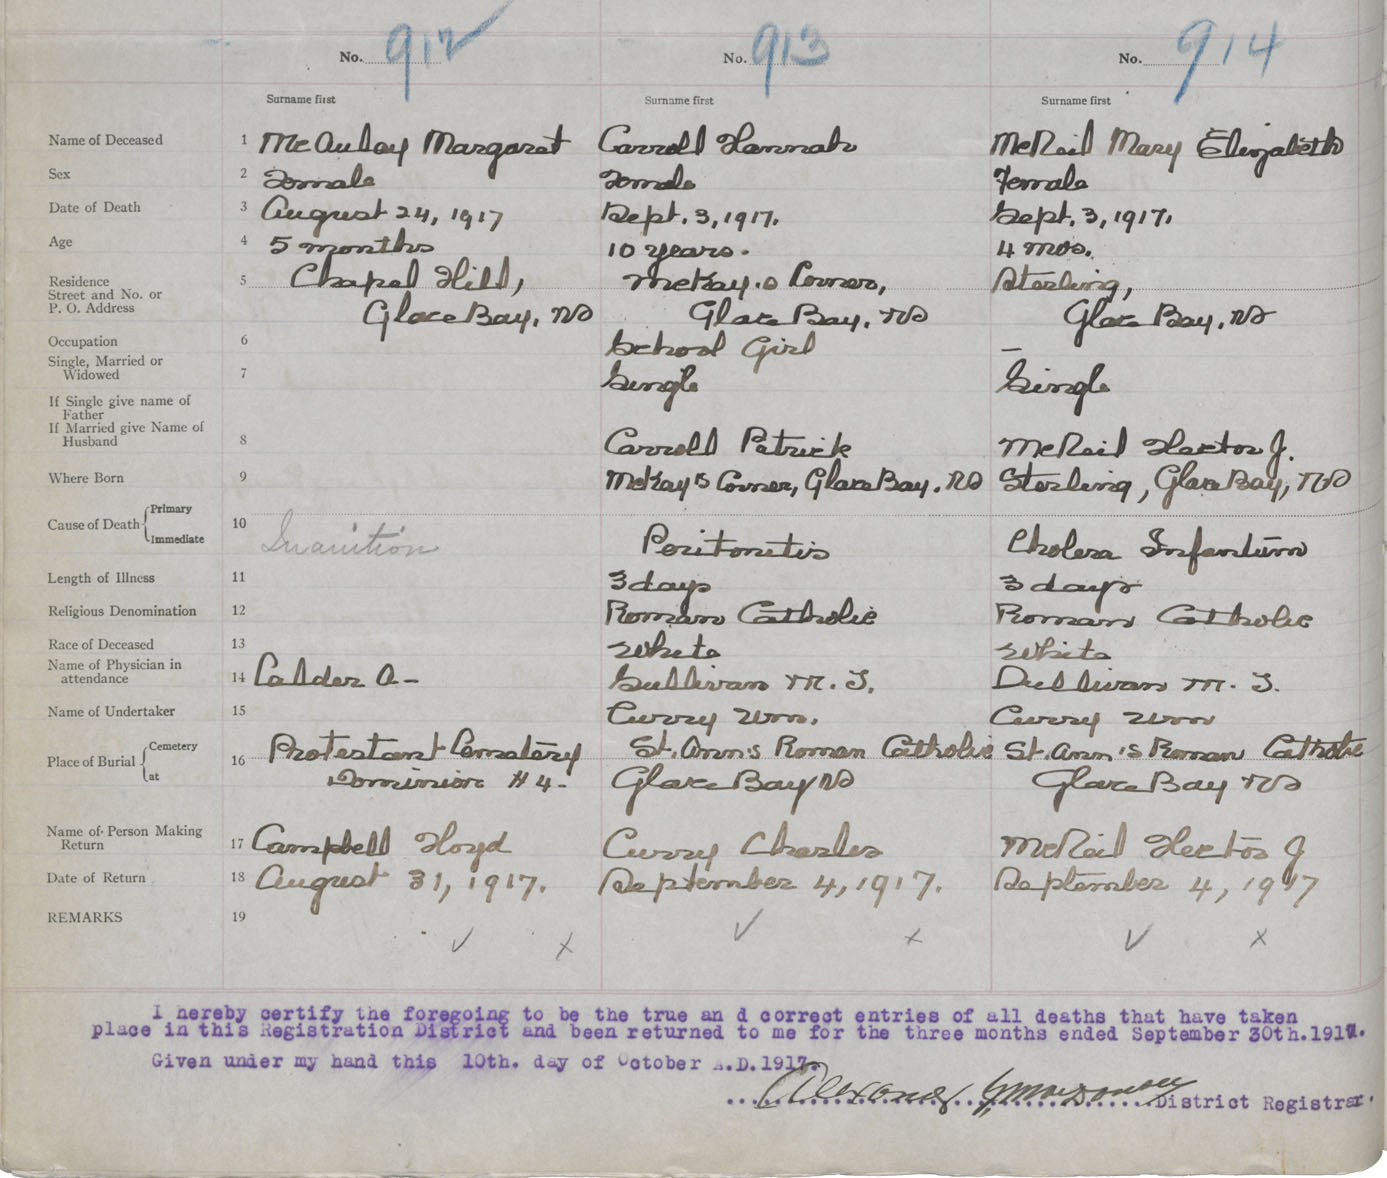 No. 912 No. 913 No. 914
Surname first Surname first Surname first
Name of Deceased 1 McAulay Margaret Carroll Hannah McNeil Mary Elizabeth
Sex 2 Female Female Female
Date of Death 3 August 24, 1917 Sept. 3, 1917. Sept. 3, 1917.
Age 4 5 months 10 years. 4 mos.
Residence 5 Chapel Hill, McKay.s Corner, Sterling,
Street and No. or
P. O. Address Glace Bay, NS Glace Bay, NS Glace Bay, NS
Occupation 6 School Girl –
Single, Married or
Widowed 7 Single Single
If Single give name of
Father
If Married give Name of
Husband 8 Carroll Patrick McNeil Hector J.
Where Born 9 McKay's Corner, Glace Bay. NS Sterling, Glace Bay, NS
Cause of Death Primary
Immediate 10 Inanition Peritonitis Cholera Infantum
Length of Illness 11 3 days 3 days
Religious Denomination 12 Roman Catholic Roman Catholic
Race of Deceased 13 White White
Name of Physician in
attendance 14 Calder A– Sullivan M. T. Sullivan M. T.
Name of Undertaker 15 Curry Wm. Curry Wm
Place of Burial Cemetery 16 Protestant Cemetery St. Ann's Roman Catholic St. Ann's Roman Catholic
at Dominion # 4– Glace Bay NS Glace Bay NS
Name of Person Making
Return 17 Campbell Floyd Curry Charles McNeil Hector J
Date of Return 18 August 31, 1917. September 4, 1917. September 4, 1917
REMARKS 19
✓ x ✓ x ✓ x
I hereby certify the foregoing to be the true an d correct entries of all deaths that have taken
place in this Registration District and been returned to me for the three months ended September 30th.1917.
Given under my hand this 10th. day of October A.D.1917.
District Registrar.